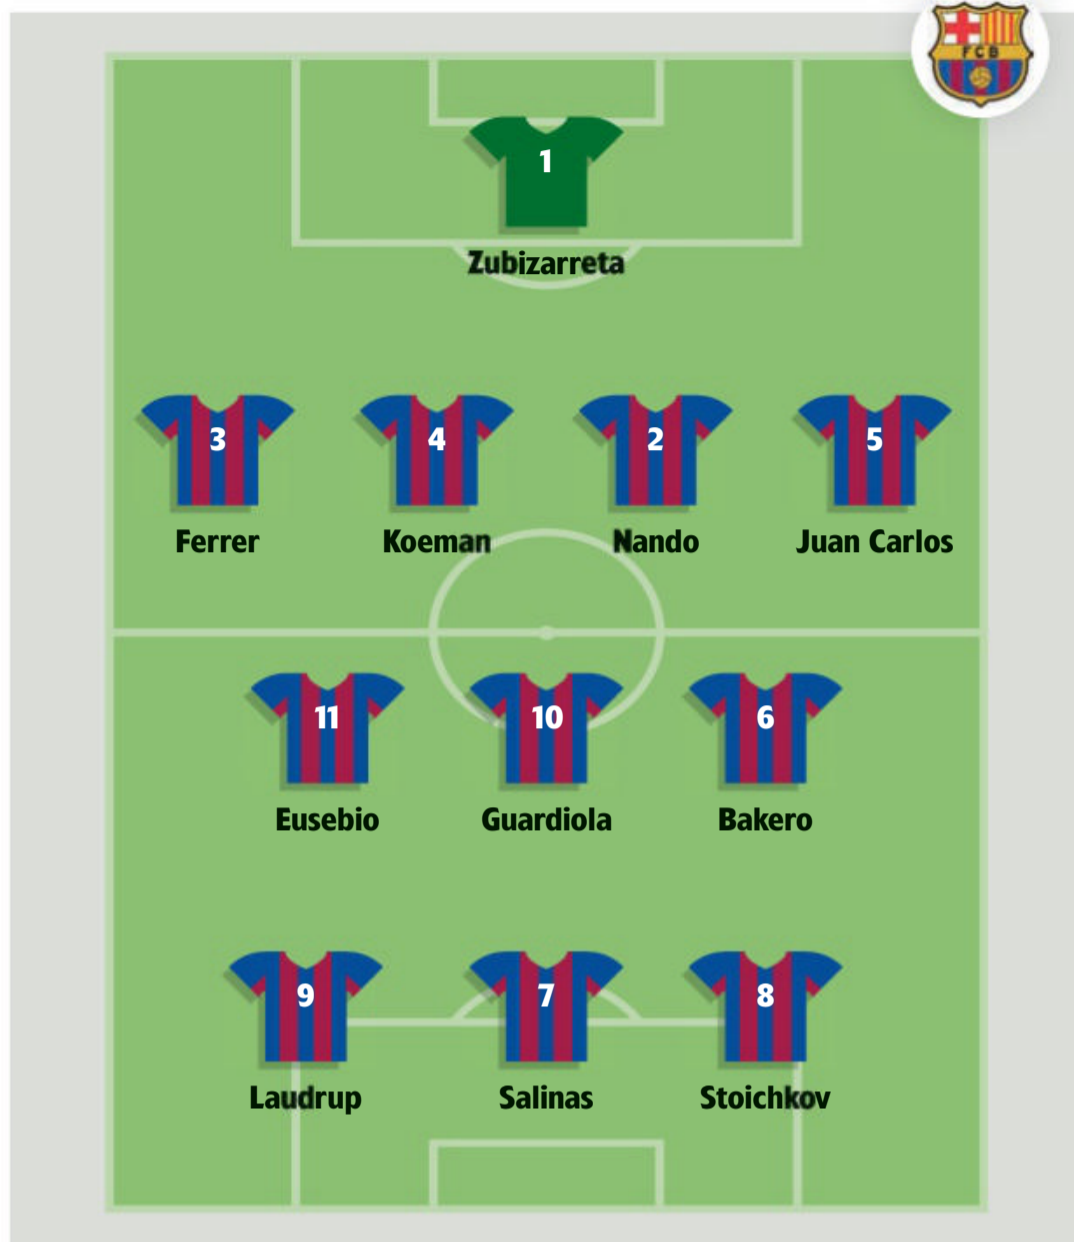 FCB
1
Zubizarreta
3
4
2
5
Ferrer
Koeman
Nando
Juan Carlos
11
10
6
Eusebio
Guardiola
Bakero
9
7
8
Laudrup
Salinas
Stoichkov